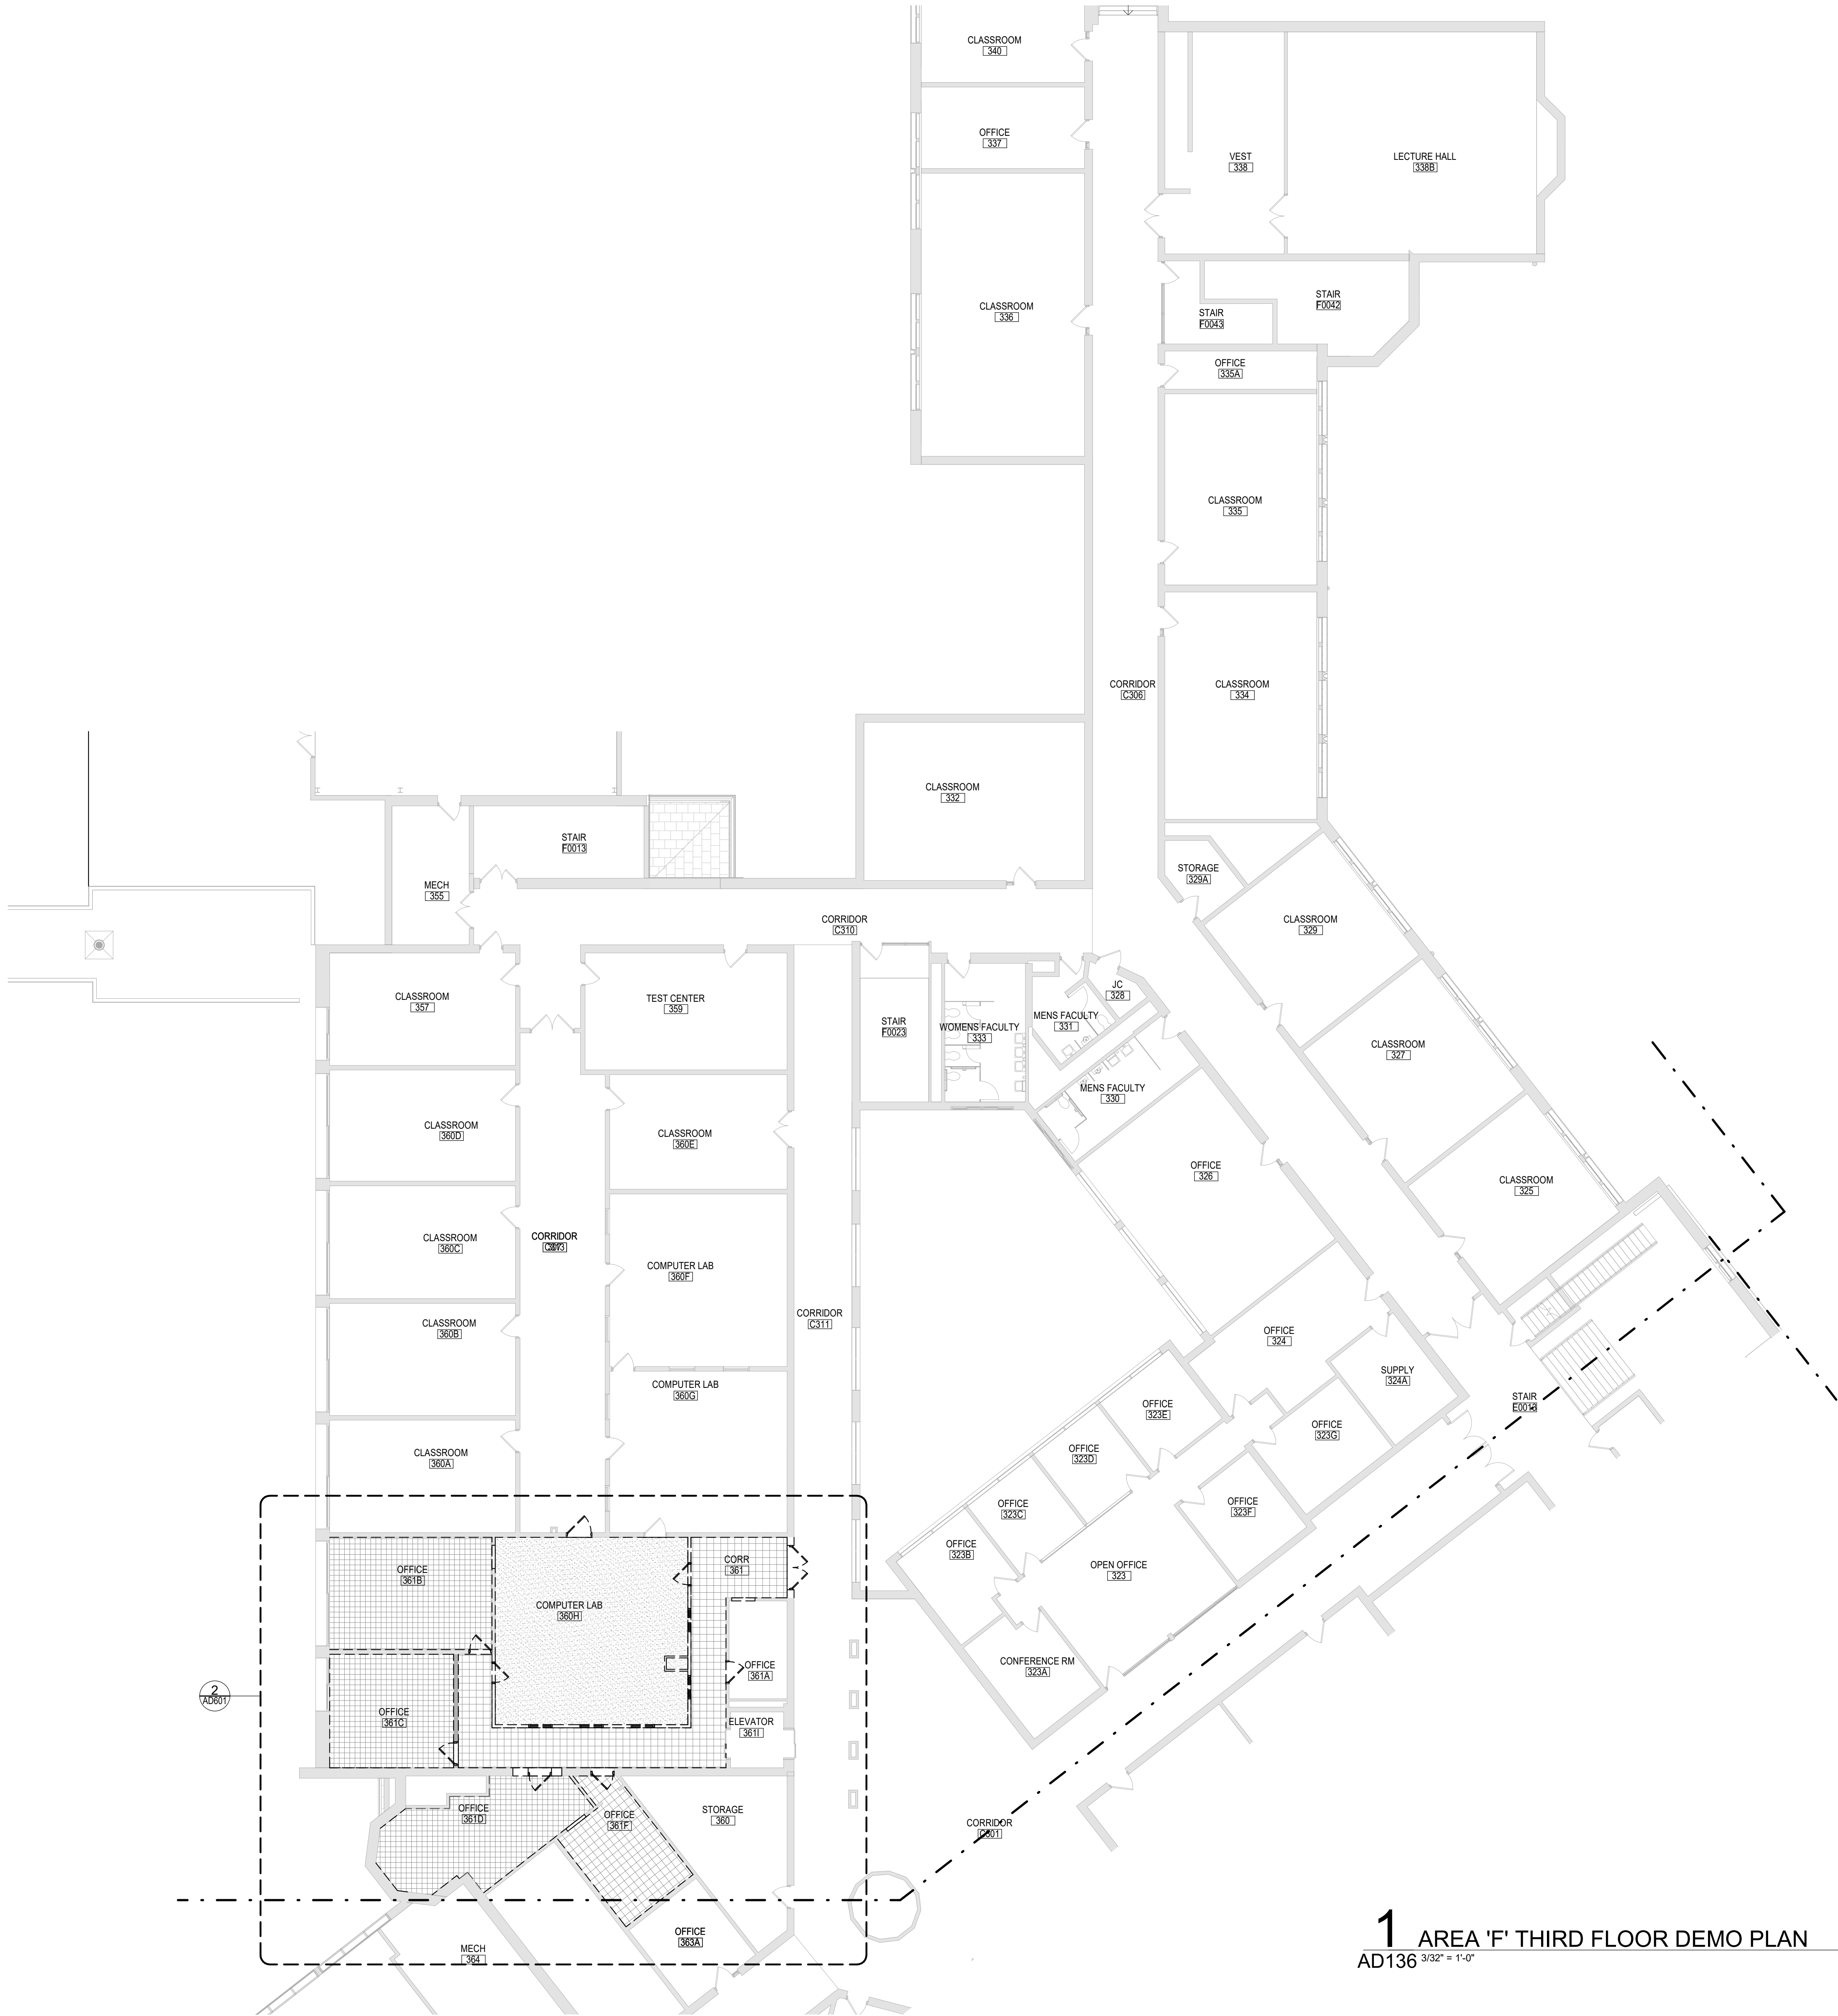 CLASSROOM
340
OFFICE
337
VEST
338
LECTURE HALL
338B
CLASSROOM
336
STAIR
F0042
STAIR
F0043
OFFICE
335A
CLASSROOM
335
CORRIDOR
C306
CLASSROOM
334
CLASSROOM
332
STAIR
F0013
MECH
355
STORAGE
329A
CORRIDOR
C310
CLASSROOM
329
CLASSROOM
357
TEST CENTER
359
JC
328
STAIR
F0023
WOMENS FACULTY
333
MENS FACULTY
331
CLASSROOM
327
MENS FACULTY
330
CLASSROOM
360D
CLASSROOM
360E
OFFICE
326
CLASSROOM
325
CLASSROOM
360C
CORRIDOR
COMPUTER LAB
360F
CORRIDOR
C311
CLASSROOM
360B
OFFICE
324
SUPPLY
324A
COMPUTER LAB
360G
STAIR
OFFICE
323E
OFFICE
323G
CLASSROOM
360A
OFFICE
323D
OFFICE
323C
OFFICE
323F
OFFICE
323B
OPEN OFFICE
323
OFFICE
361B
CORR
361
COMPUTER LAB
360H
OFFICE
361A
CONFERENCE RM
323A
2
AD601
OFFICE
361C
ELEVATOR
361I
OFFICE
361D
OFFICE
361F
STORAGE
360
CORRIDOR
C301
OFFICE
363A
MECH
364
1 AREA 'F' THIRD FLOOR DEMO PLAN
AD136 3/32" = 1'-0"